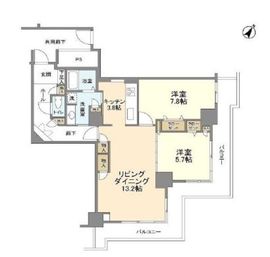 共用廊下
PS
玄関
浴室
洗面室
トイレ
洗
キッチン
3.8帖
洋室
7.8帖
廊下
物入
物入
洋室
5.7帖
リビング
ダイニング
13.2帖
バルコニー
バルコニー